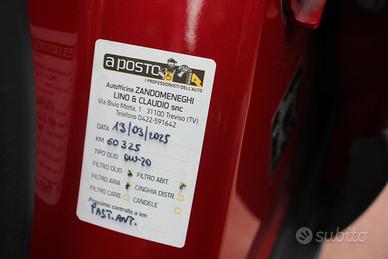 a posto
I PROFESSIONISTI DELL'AUTO
Autofficina ZANDOMENEGHI
LINO & CLAUDIO snc
Via Bivio Motta, 1 31100 Treviso (TV)
Telefono 0422-591642
DATA 13/03/2025
KM 60325
TIPO OLIO 0W-20
FILTRO OLIO FILTRO ABIT.
FILTRO ARIA CINGHIA DISTR.
FILTRO CARB. CANDELE
Prossimo controllo a km
PAST. ANT.
subito